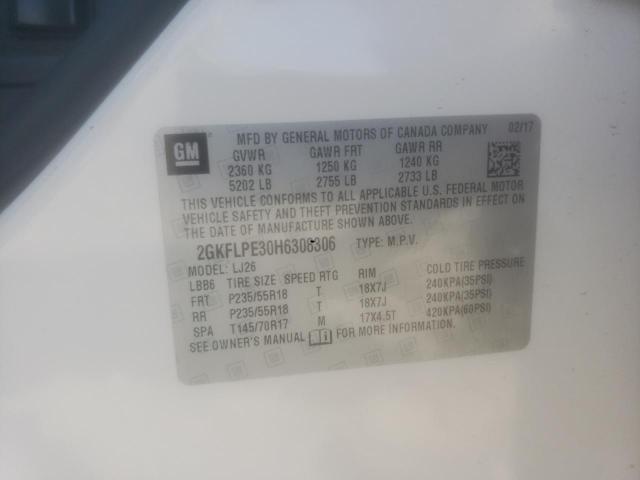 GM
MFD BY GENERAL MOTORS OF CANADA COMPANY 02/17
GVWR GAWR FRT GAWR RR
2360 KG 1250 KG 1240 KG
5202 LB 2755 LB 2733 LB
THIS VEHICLE CONFORMS TO ALL APPLICABLE U.S. FEDERAL MOTOR
VEHICLE SAFETY AND THEFT PREVENTION STANDARDS IN EFFECT ON
THE DATE OF MANUFACTURE SHOWN ABOVE.
2GKFLPE30H6306306 TYPE: M.P.V.
MODEL: LJ26
LBB6 TIRE SIZE SPEED RTG RIM COLD TIRE PRESSURE
FRT P235/55R18 T 18X7J 240KPA(35PSI)
RR P235/55R18 T 18X7J 240KPA(35PSI)
SPA T145/70R17 M 17X4.5T 420KPA(60PSI)
SEE OWNER'S MANUAL FOR MORE INFORMATION.